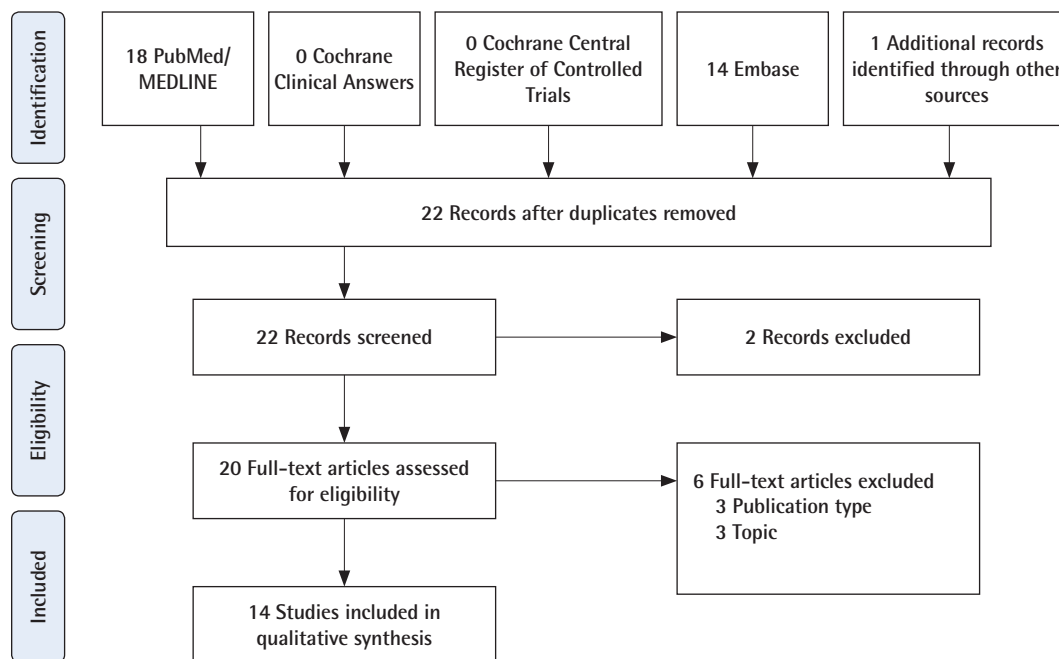 Identification
18 PubMed/
MEDLINE
0 Cochrane
Clinical Answers
0 Cochrane Central
Register of Controlled
Trials
14 Embase
1 Additional records
identified through other
sources
Screening
22 Records after duplicates removed
22 Records screened
2 Records excluded
Eligibility
20 Full-text articles assessed
for eligibility
6 Full-text articles excluded
3 Publication type
3 Topic
Included
14 Studies included in
qualitative synthesis